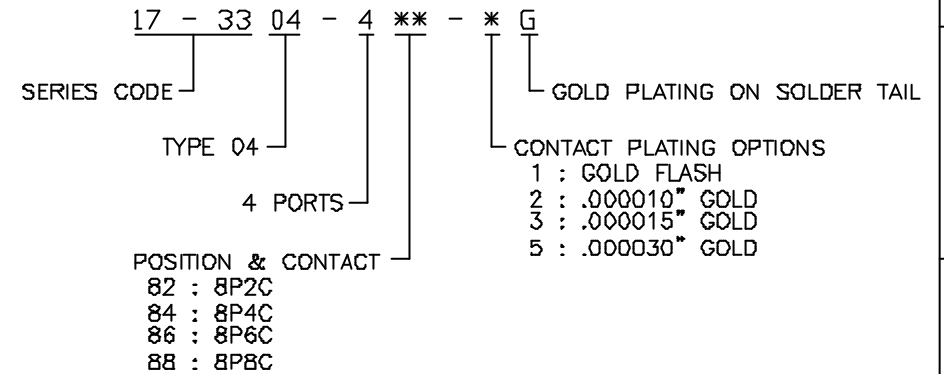 17 - 33 04 - 4 ** - * G
SERIES CODE
GOLD PLATING ON SOLDER TAIL
TYPE 04
CONTACT PLATING OPTIONS
1 : GOLD FLASH
2 : .000010" GOLD
3 : .000015" GOLD
5 : .000030" GOLD
4 PORTS
POSITION & CONTACT
82 : 8P2C
84 : 8P4C
86 : 8P6C
88 : 8P8C